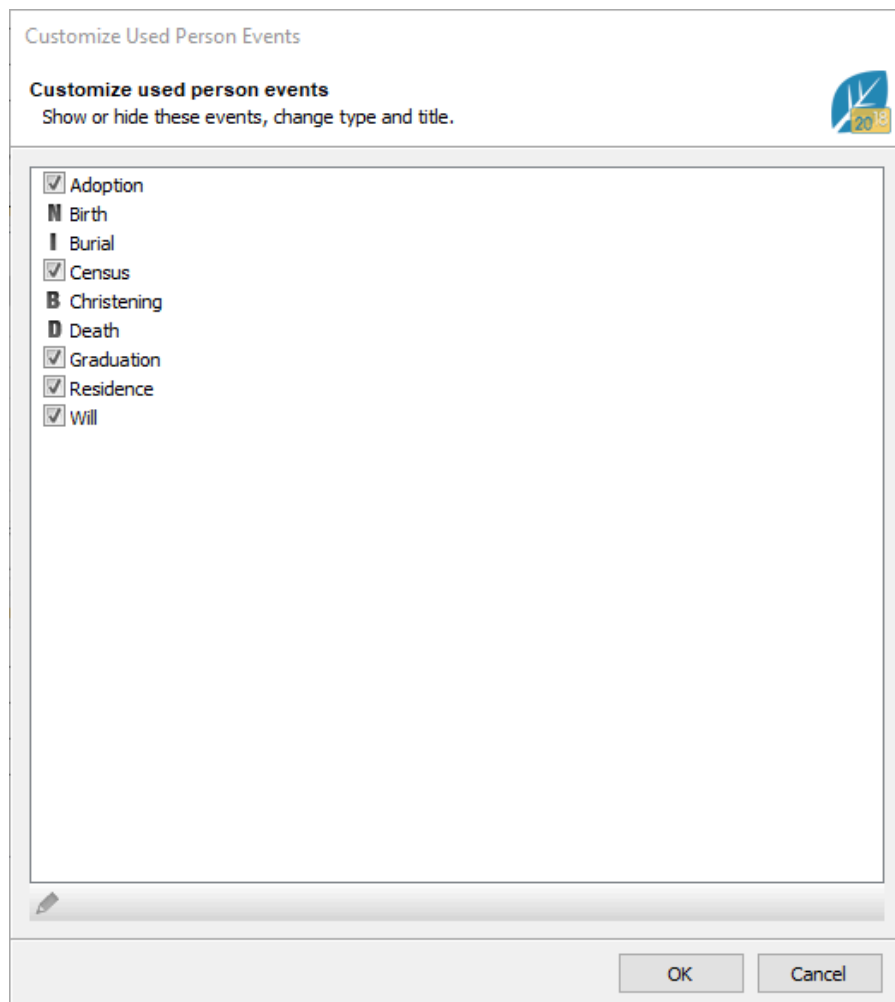 Customize Used Person Events
Customize used person events
Show or hide these events, change type and title.
2018
Adoption
N Birth
I Burial
Census
B Christening
D Death
Graduation
Residence
Will
OK
Cancel